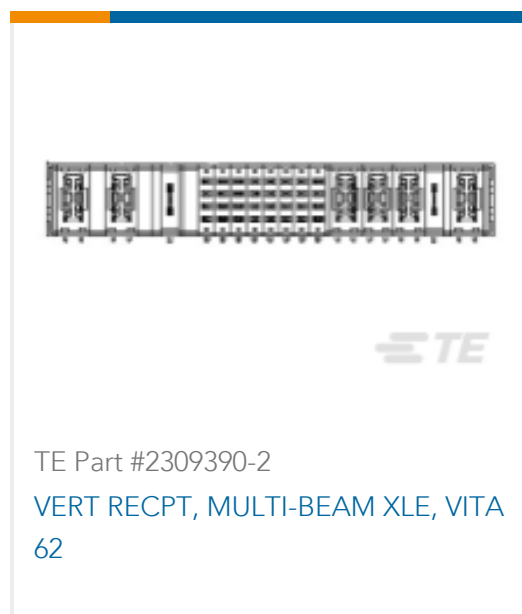 TE
TE Part #2309390-2
VERT RECPT, MULTI-BEAM XLE, VITA
62